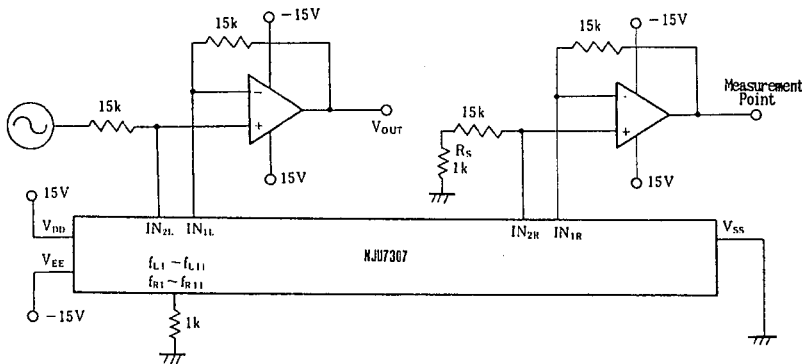 15k
-15V
15k
-
+
VOUT
15V
15k
-15V
15k
-
+
Measurement
Point
RS
1k
15V
15V
VDD
VEE
-15V
IN2L
IN1L
NJU7307
IN2R
IN1R
VSS
fL1-fL11
fR1~fR11
1k